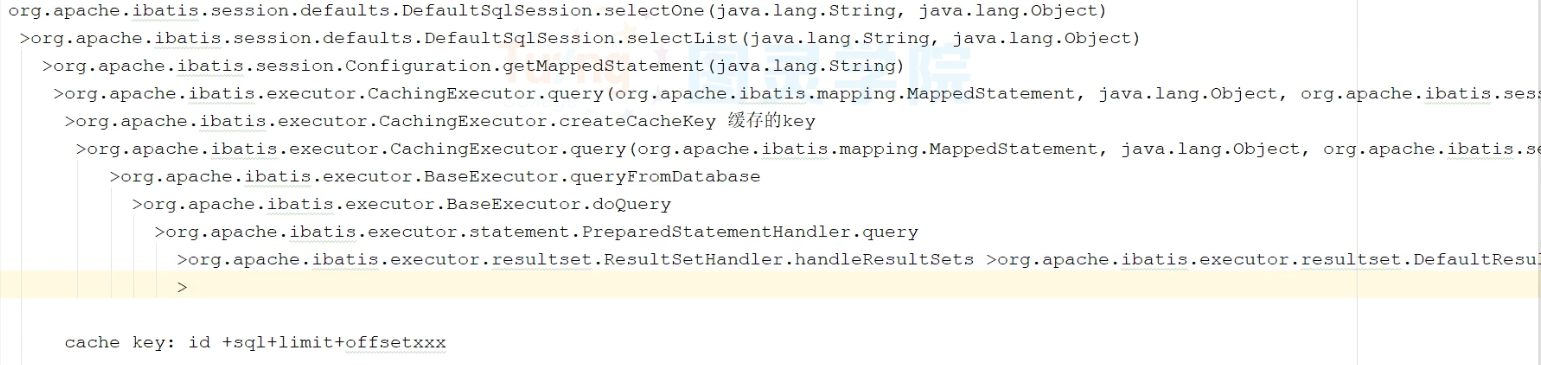 org.apache.ibatis.session.defaults.DefaultSqlSession.selectOne(java.lang.String, java.lang.Object)
>org.apache.ibatis.session.defaults.DefaultSqlSession.selectList(java.lang.String, java.lang.Object)
>org.apache.ibatis.session.Configuration.getMappedStatement(java.lang.String)
>org.apache.ibatis.executor.CachingExecutor.query(org.apache.ibatis.mapping.MappedStatement, java.lang.Object, org.apache.ibatis.sess
>org.apache.ibatis.executor.CachingExecutor.createCacheKey 缓存的key
>org.apache.ibatis.executor.CachingExecutor.query(org.apache.ibatis.mapping.MappedStatement, java.lang.Object, org.apache.ibatis.se
>org.apache.ibatis.executor.BaseExecutor.queryFromDatabase
>org.apache.ibatis.executor.BaseExecutor.doQuery
>org.apache.ibatis.executor.statement.PreparedStatementHandler.query
>org.apache.ibatis.executor.resultset.ResultSetHandler.handleResultSets >org.apache.ibatis.executor.resultset.DefaultResul
>
cache key: id +sql+limit+offsetxxx
Turing 图灵学院